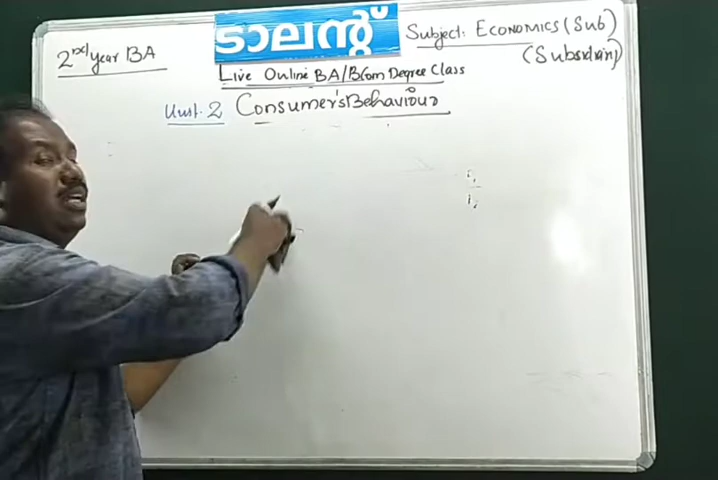 2nd year BA
ടാലന്റ്
Subject: Economics (Sub)
(Subsidiary)
Live Online BA/BCom Degree Class
Unit. 2 Consumer's Behaviour